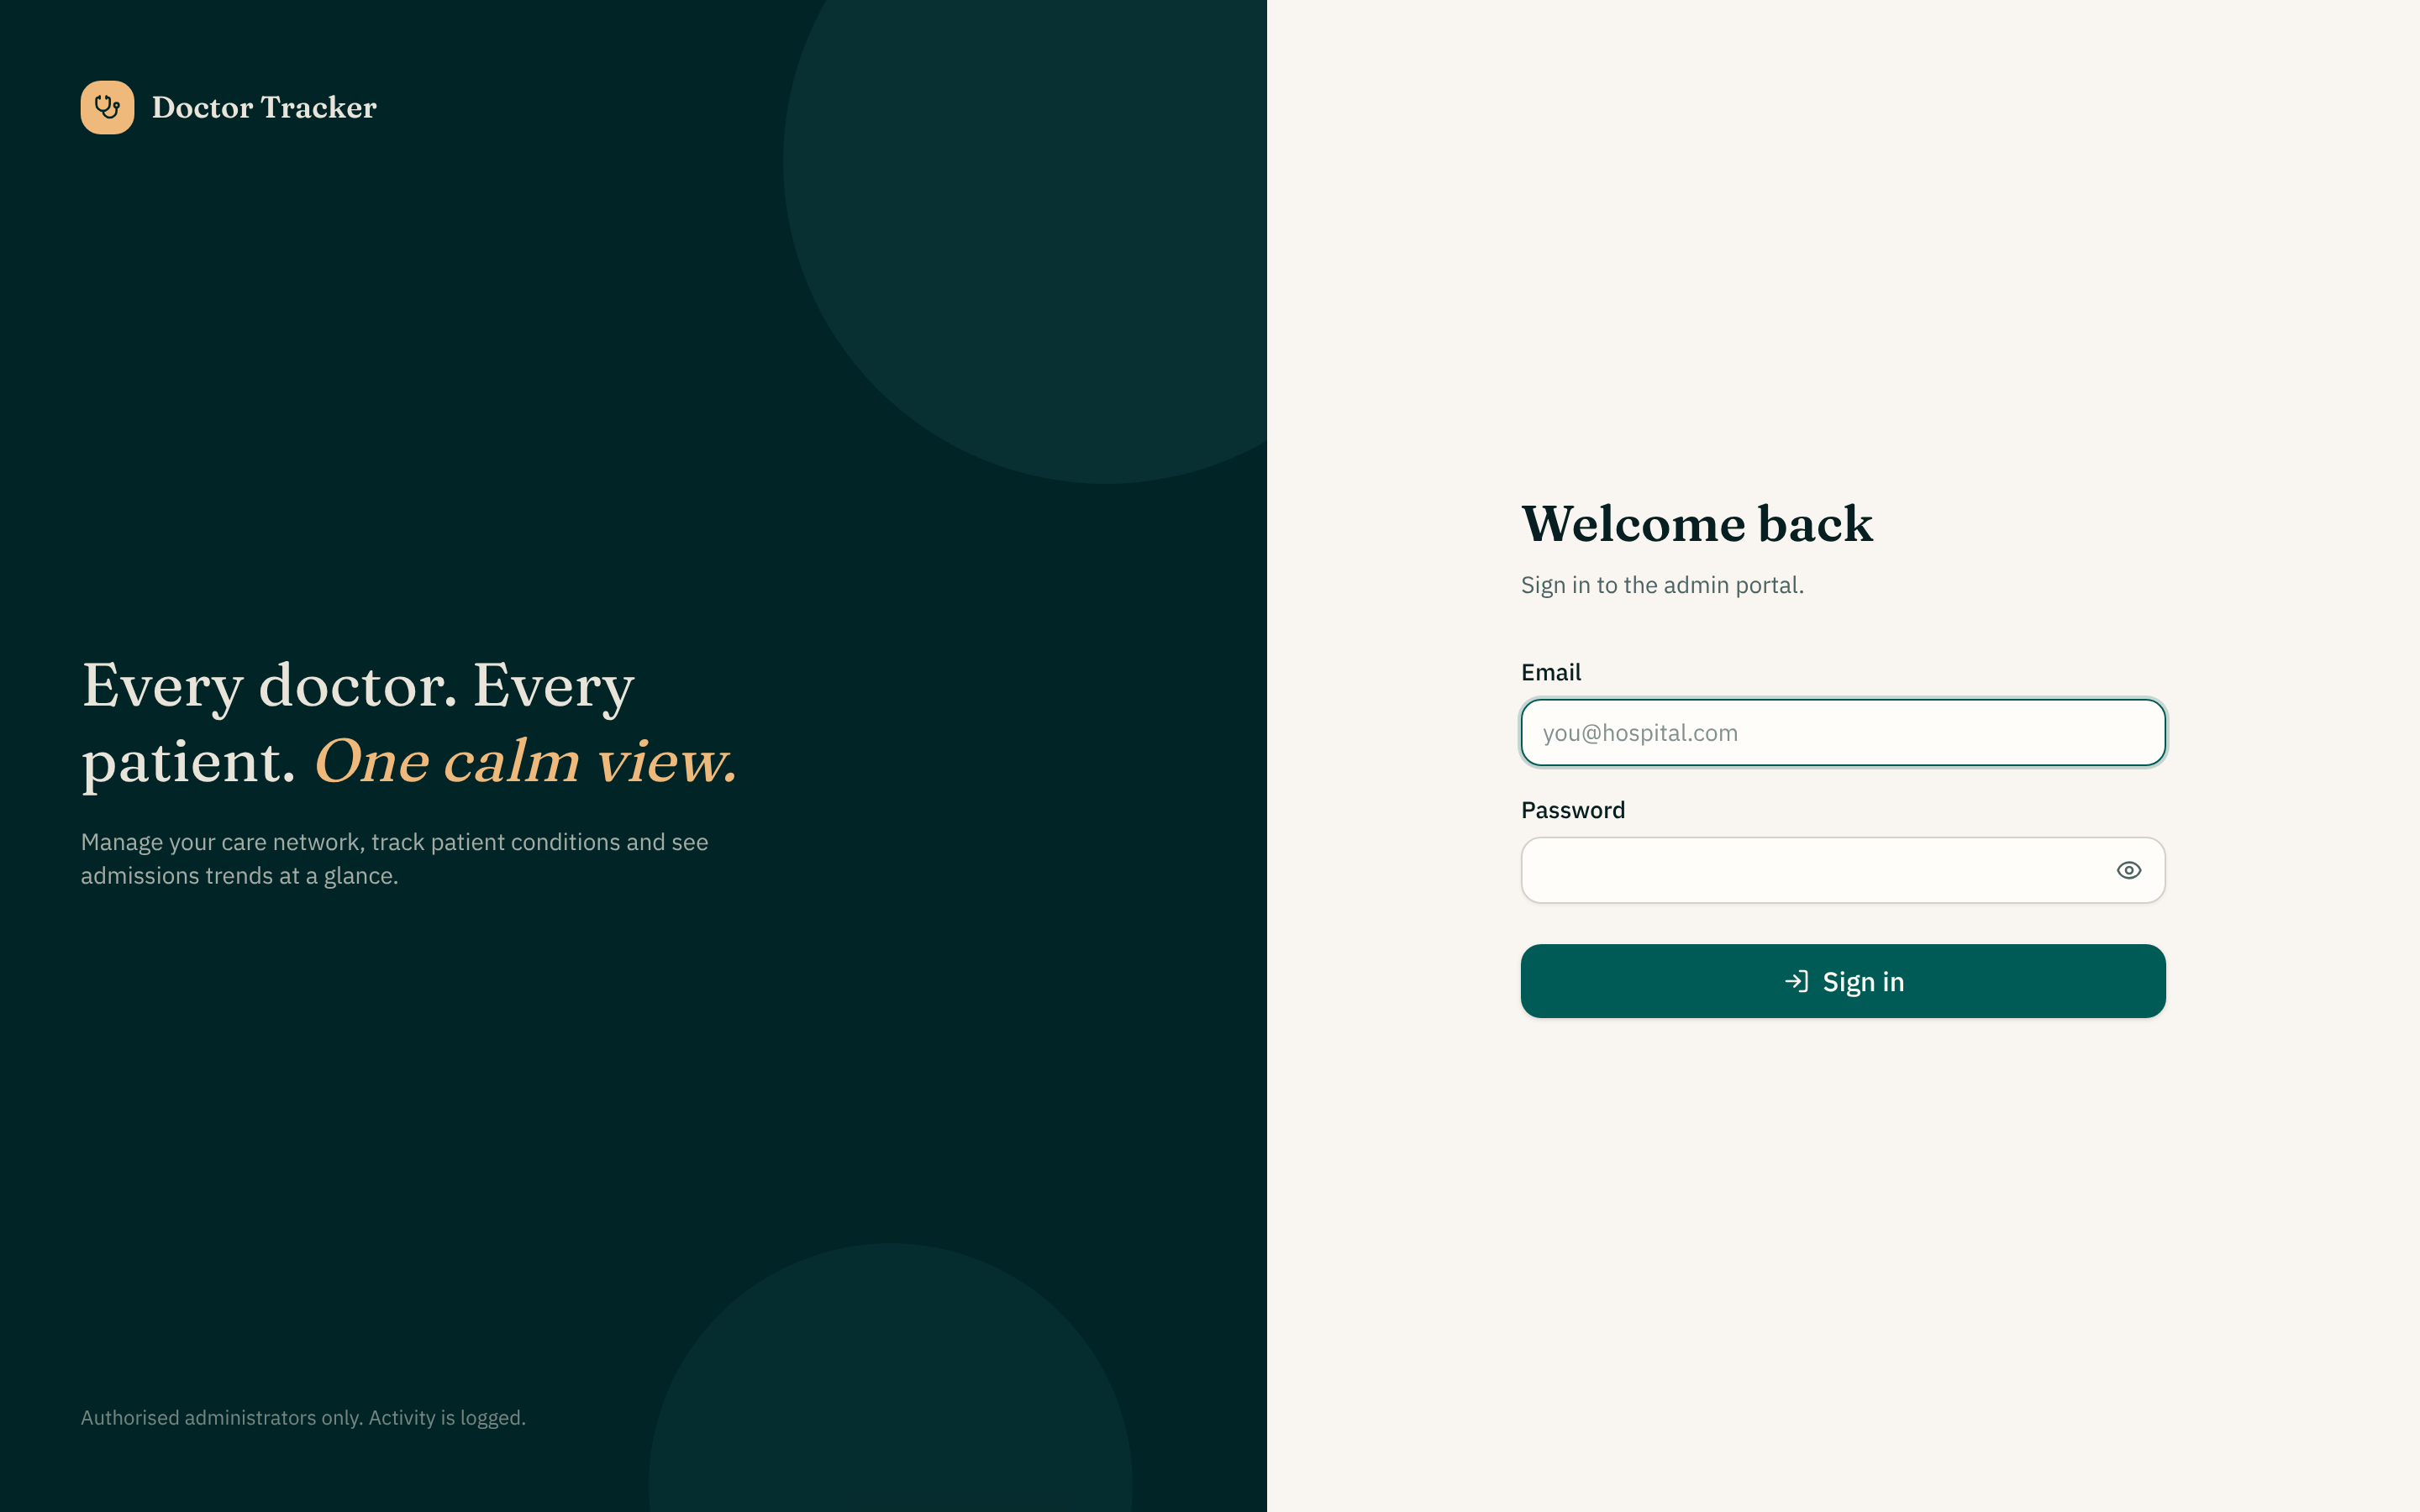 Doctor Tracker
Every doctor. Every
patient. One calm view.
Manage your care network, track patient conditions and see
admissions trends at a glance.
Authorised administrators only. Activity is logged.
Welcome back
Sign in to the admin portal.
Email
you@hospital.com
Password
Sign in